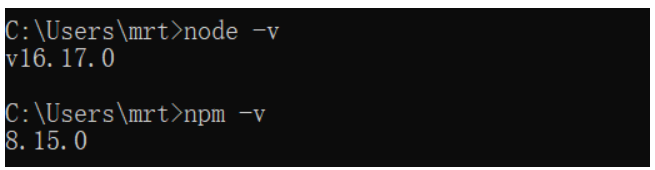 C:\Users\mrt>node -v
v16.17.0
C:\Users\mrt>npm -v
8.15.0